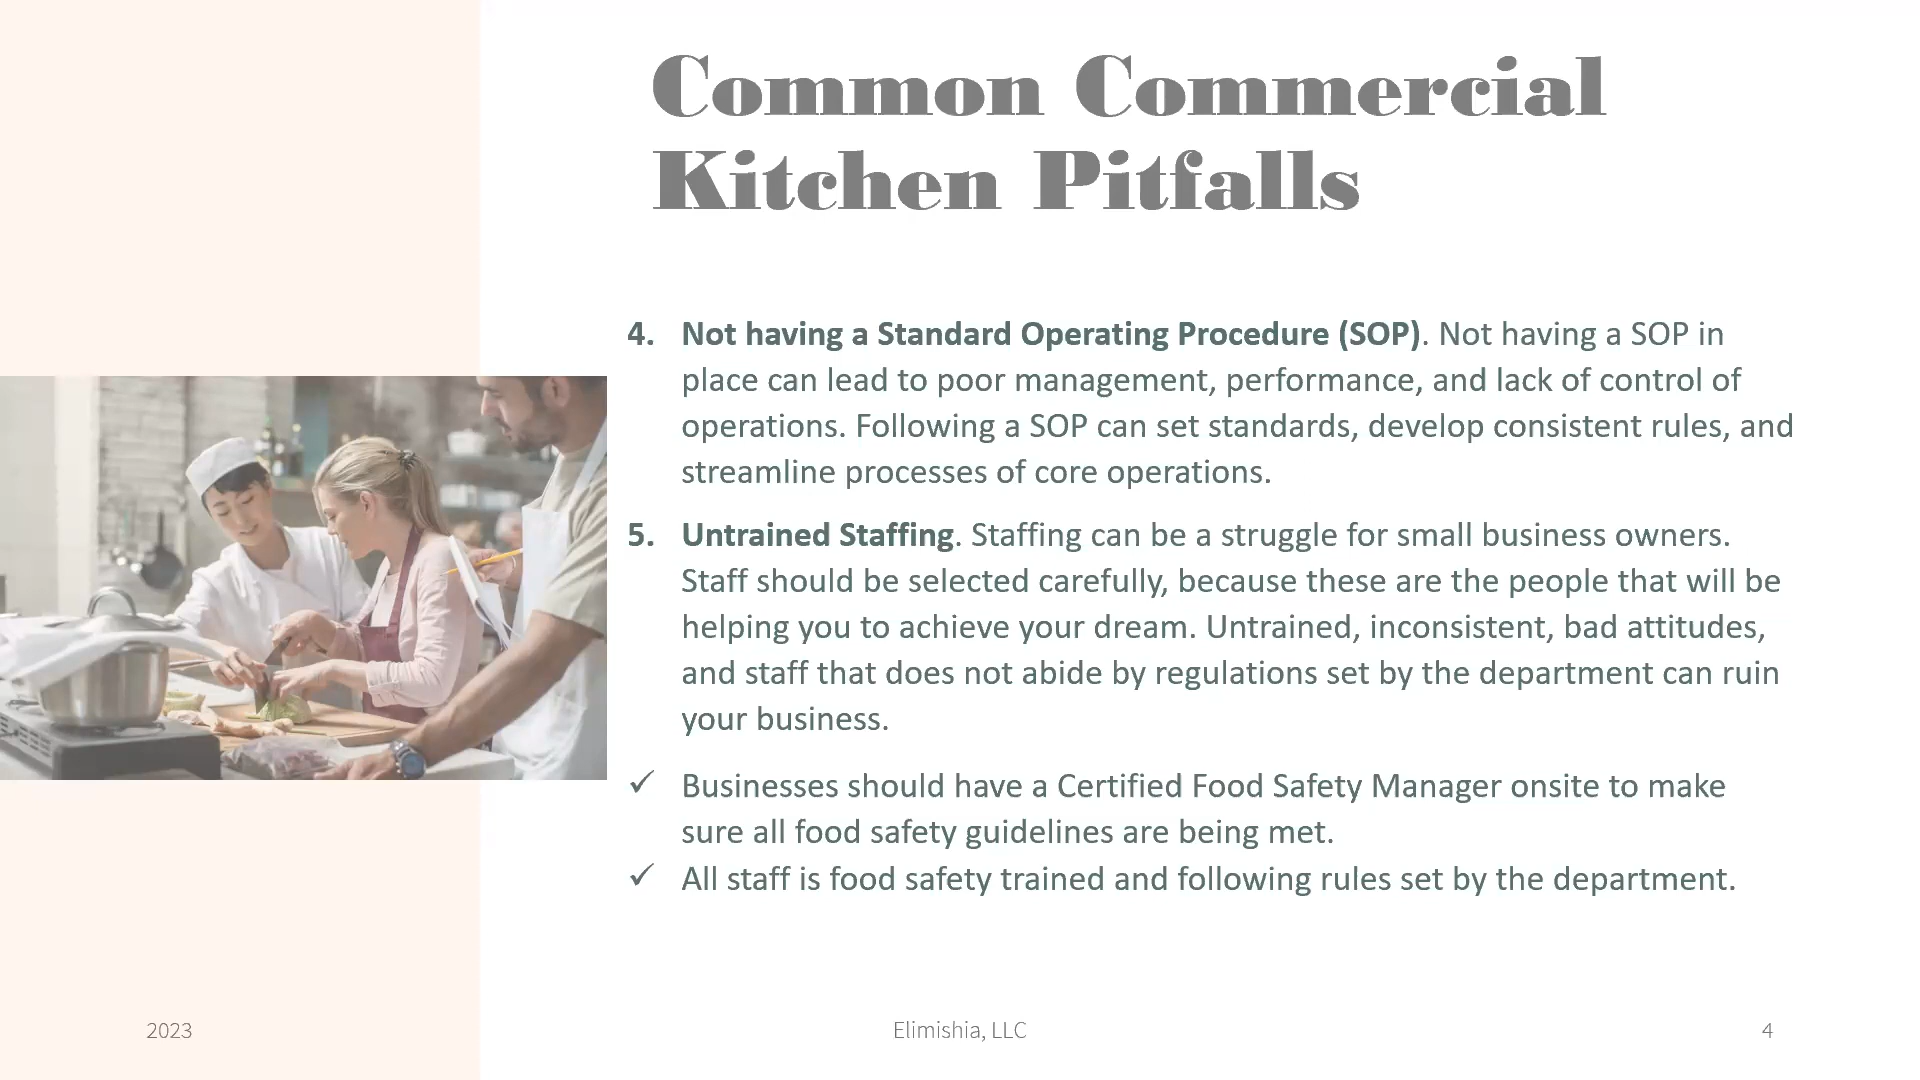 Common Commercial
Kitchen Pitfalls
4. Not having a Standard Operating Procedure (SOP). Not having a SOP in
place can lead to poor management, performance, and lack of control of
operations. Following a SOP can set standards, develop consistent rules, and
streamline processes of core operations.
5. Untrained Staffing. Staffing can be a struggle for small business owners.
Staff should be selected carefully, because these are the people that will be
helping you to achieve your dream. Untrained, inconsistent, bad attitudes,
and staff that does not abide by regulations set by the department can ruin
your business.
✓ Businesses should have a Certified Food Safety Manager onsite to make
sure all food safety guidelines are being met.
✓ All staff is food safety trained and following rules set by the department.
2023
Elimishia, LLC
4